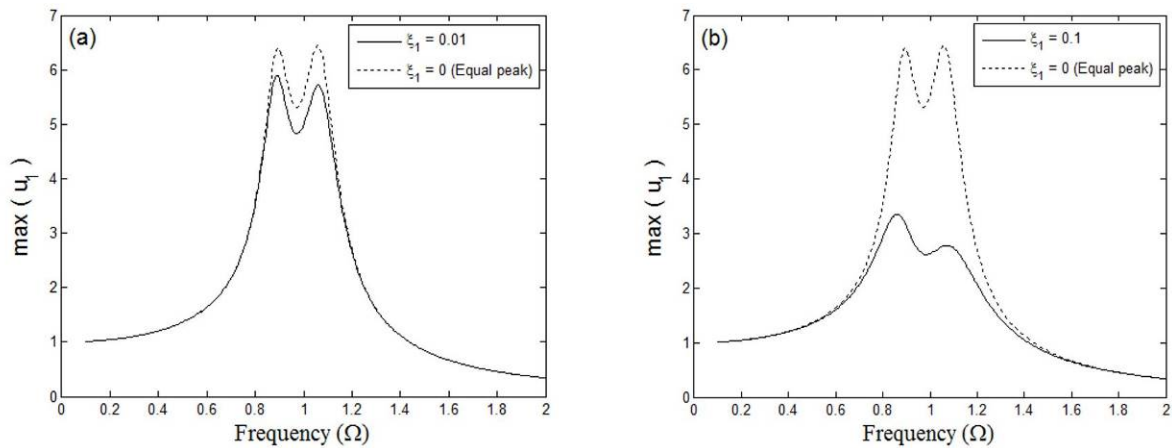 (a)
ξ₁ = 0.01
ξ₁ = 0 (Equal peak)
max ( u₁ )
7
6
5
4
3
2
1
0
0 0.2 0.4 0.6 0.8 1 1.2 1.4 1.6 1.8 2
Frequency (Ω)
(b)
ξ₁ = 0.1
ξ₁ = 0 (Equal peak)
max ( u₁ )
7
6
5
4
3
2
1
0
0 0.2 0.4 0.6 0.8 1 1.2 1.4 1.6 1.8 2
Frequency (Ω)